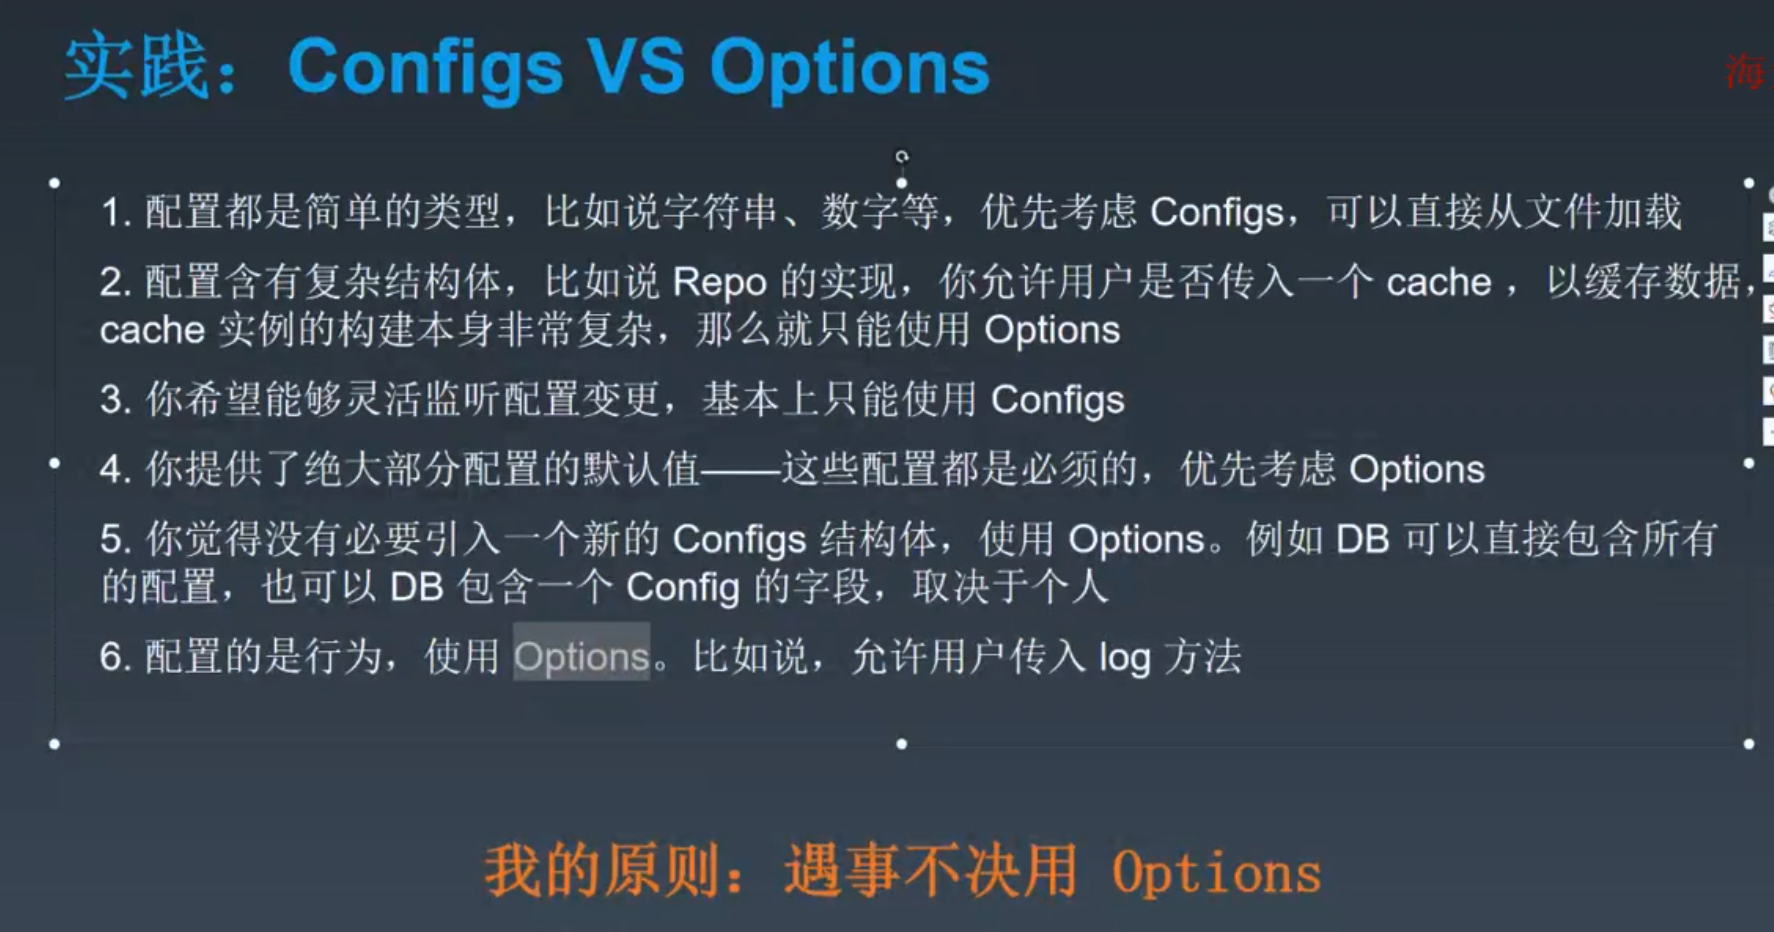 实践：Configs VS Options
海
1. 配置都是简单的类型，比如说字符串、数字等，优先考虑 Configs，可以直接从文件加载
2. 配置含有复杂结构体，比如说 Repo 的实现，你允许用户是否传入一个 cache ，以缓存数据，
cache 实例的构建本身非常复杂，那么就只能使用 Options
3. 你希望能够灵活监听配置变更，基本上只能使用 Configs
4. 你提供了绝大部分配置的默认值——这些配置都是必须的，优先考虑 Options
5. 你觉得没有必要引入一个新的 Configs 结构体，使用 Options。例如 DB 可以直接包含所有
的配置，也可以 DB 包含一个 Config 的字段，取决于个人
6. 配置的是行为，使用 Options。比如说，允许用户传入 log 方法
我的原则：遇事不决用 Options